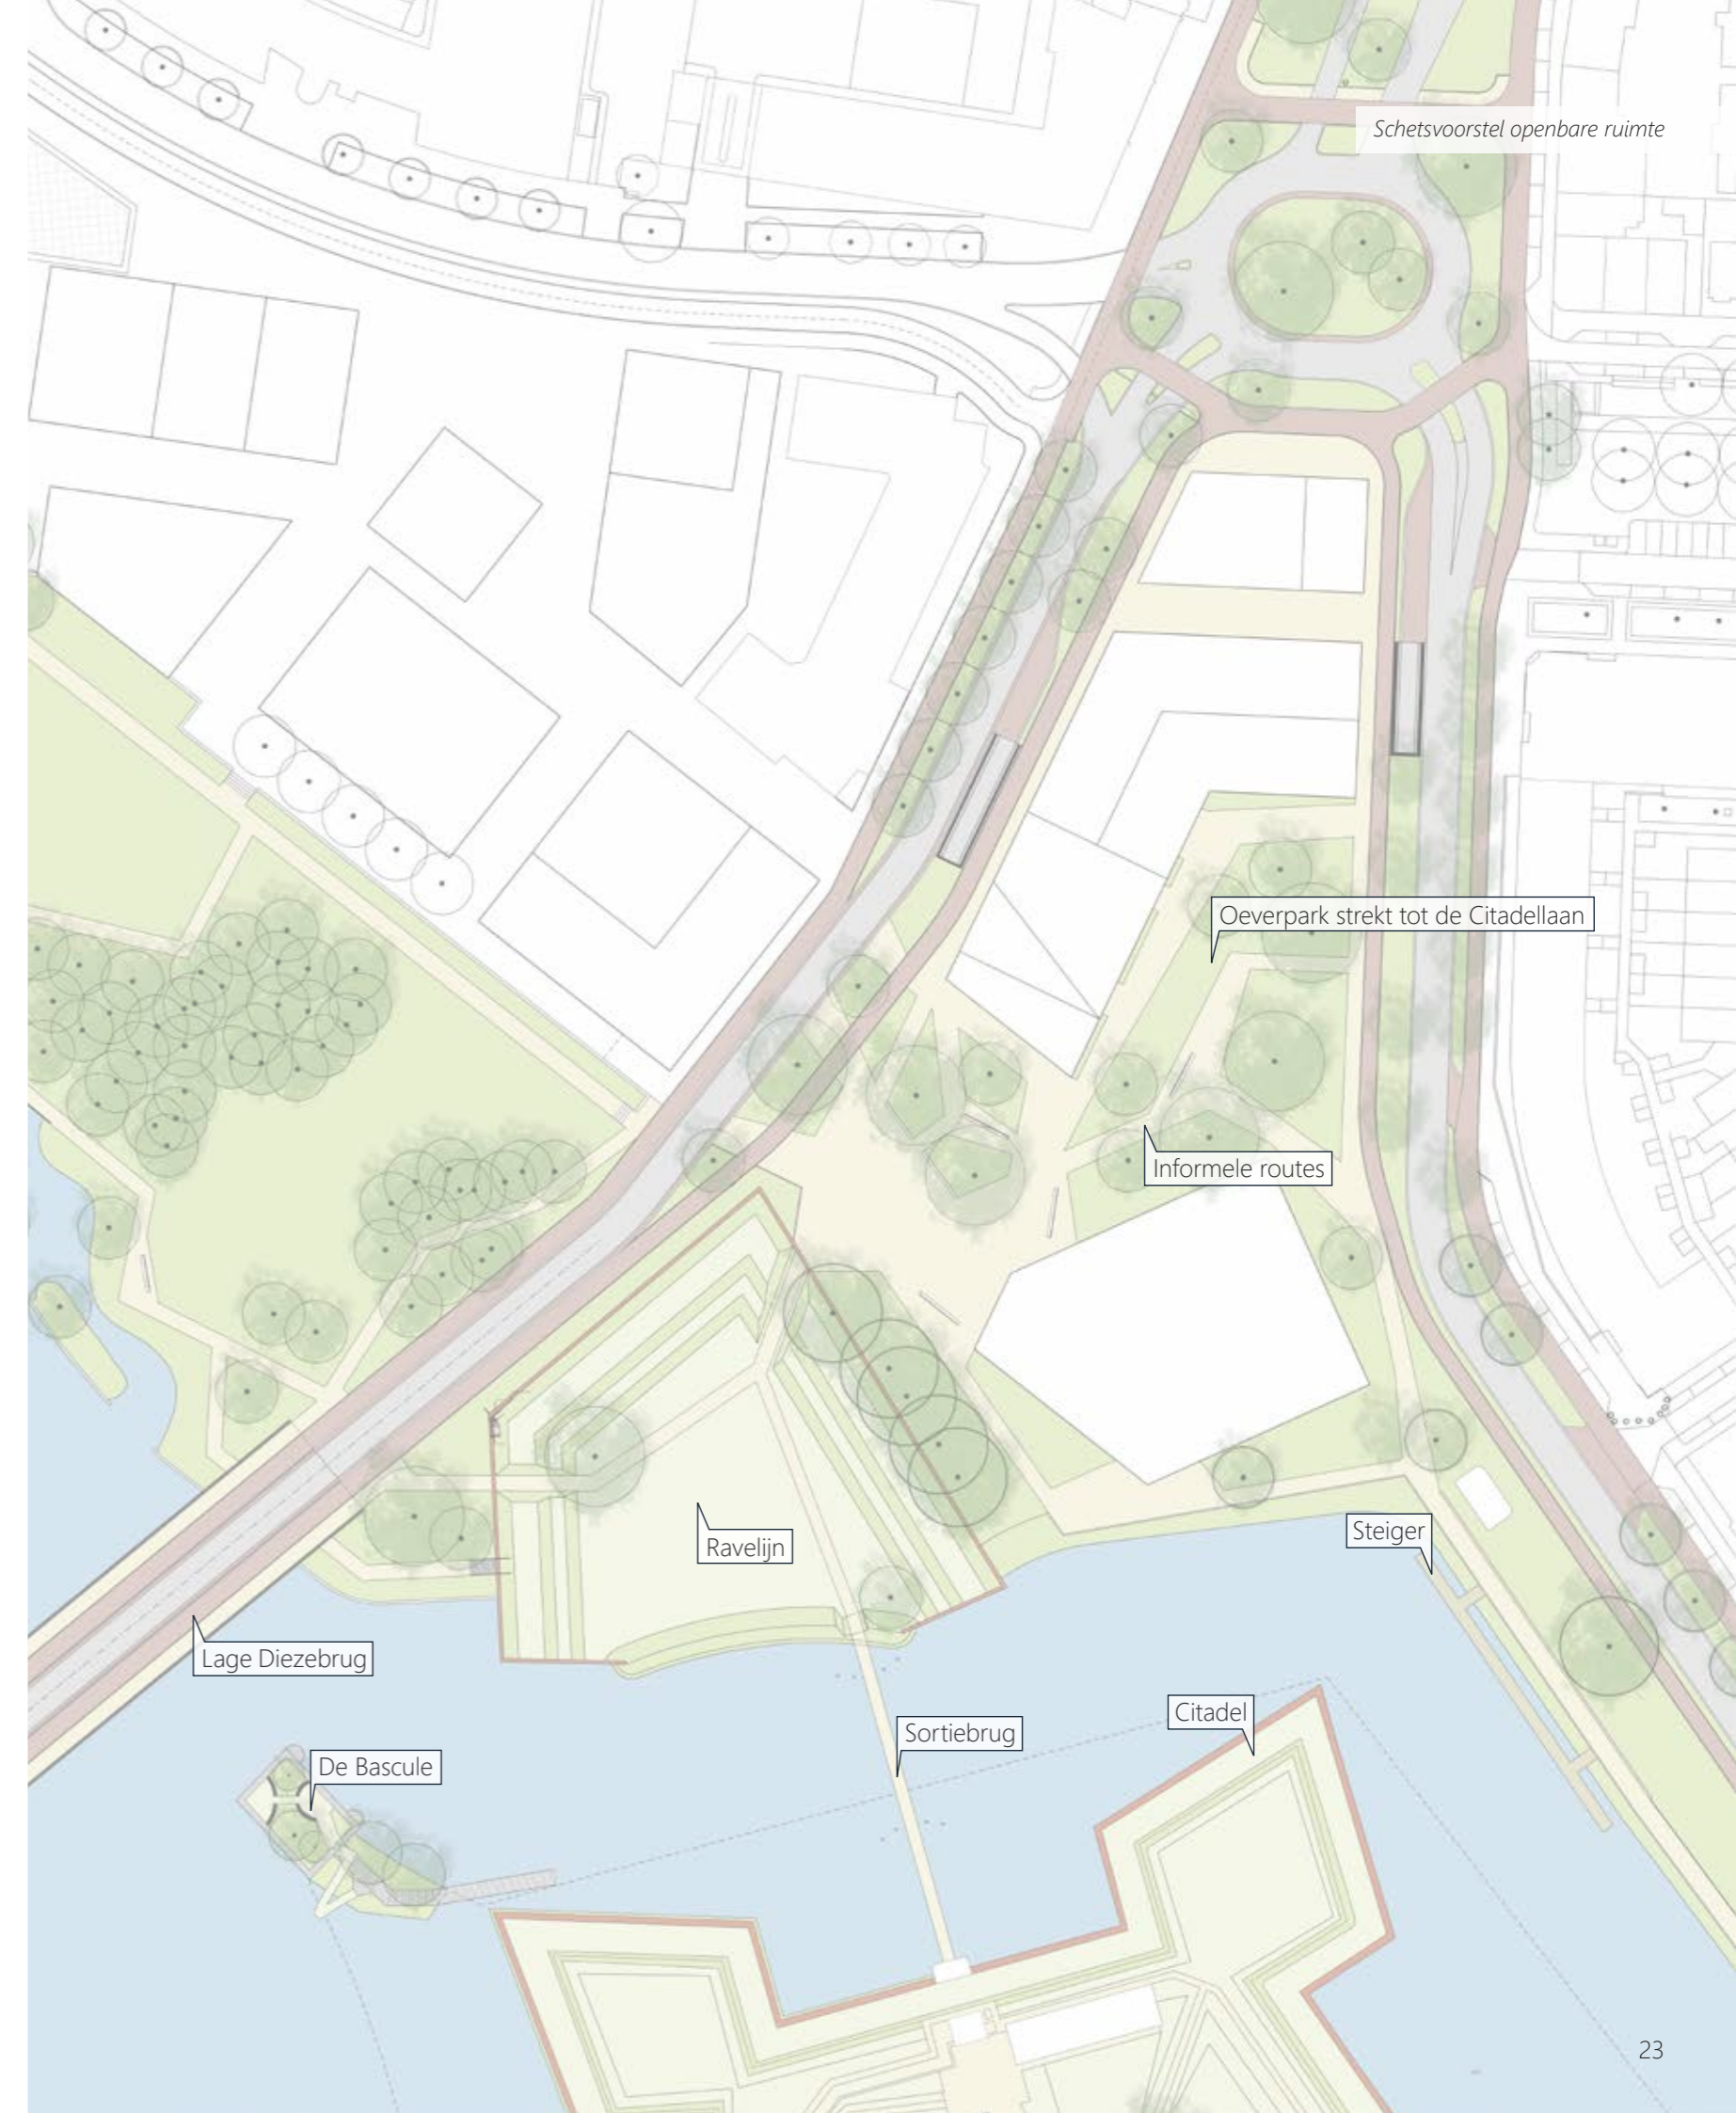 Schetsvoorstel openbare ruimte
Oeverpark strekt tot de Citadellaan
Informele routes
Steiger
Ravelijn
Lage Diezebrug
Citadel
Sortiebrug
De Bascule
23